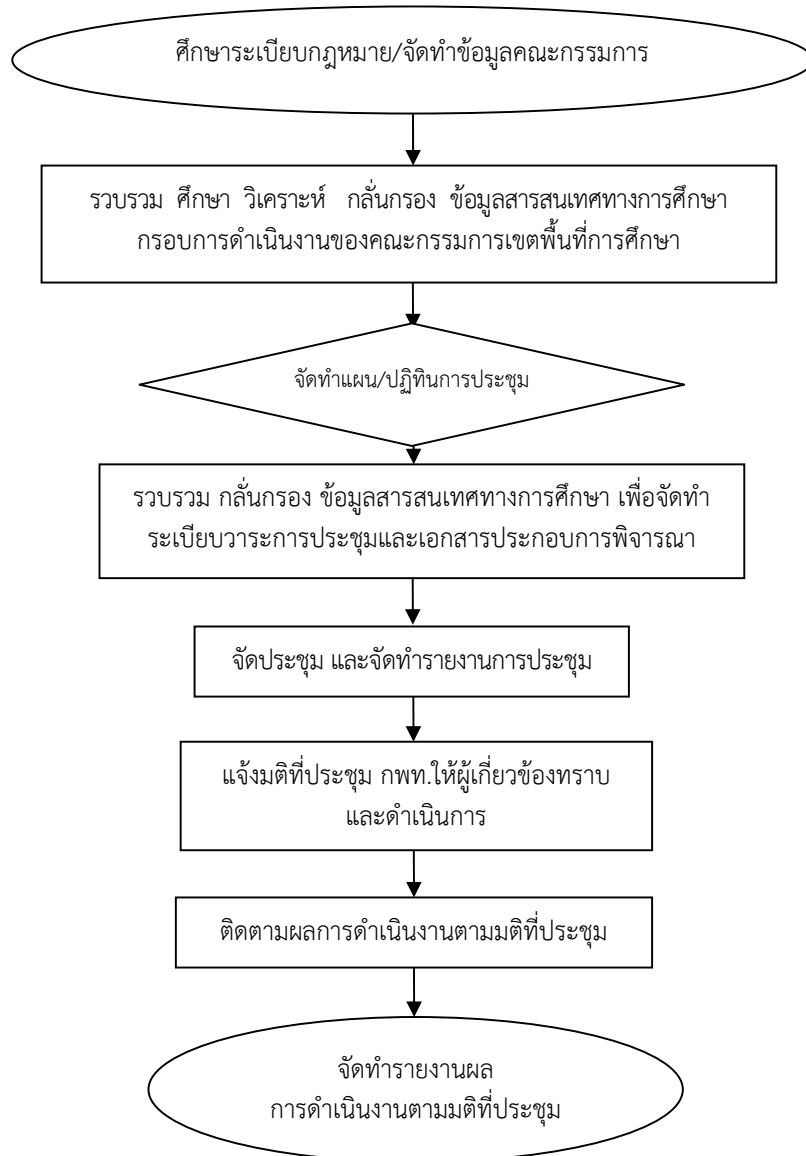 ศึกษาระเบียบกฎหมาย/จัดทำข้อมูลคณะกรรมการ
รวบรวม ศึกษา วิเคราะห์ กลั่นกรอง ข้อมูลสารสนเทศทางการศึกษา
กรอบการดำเนินงานของคณะกรรมการเขตพื้นที่การศึกษา
จัดทำแผน/ปฏิทินการประชุม
รวบรวม กลั่นกรอง ข้อมูลสารสนเทศทางการศึกษา เพื่อจัดทำ
ระเบียบวาระการประชุมและเอกสารประกอบการพิจารณา
จัดประชุม และจัดทำรายงานการประชุม
แจ้งมติที่ประชุม กพท.ให้ผู้เกี่ยวข้องทราบ
และดำเนินการ
ติดตามผลการดำเนินงานตามมติที่ประชุม
จัดทำรายงานผล
การดำเนินงานตามมติที่ประชุม